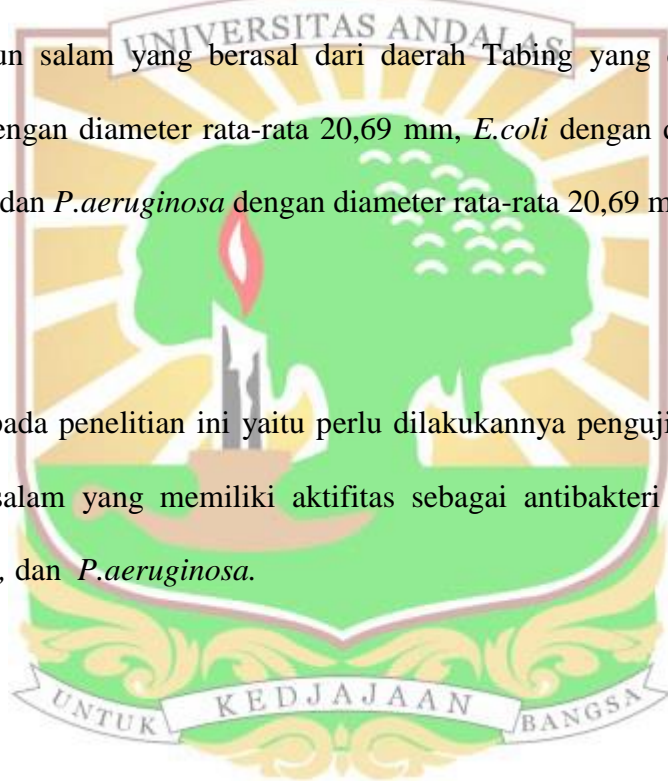 UNIVERSITAS ANDALAS
un salam yang berasal dari daerah Tabing yang
engan diameter rata-rata 20,69 mm, E.coli dengan
dan P.aeruginosa dengan diameter rata-rata 20,69 m
pada penelitian ini yaitu perlu dilakukannya penguji
salam yang memiliki aktifitas sebagai antibakteri
, dan P.aeruginosa.
UNTUK KEDJAJAAN BANGSA